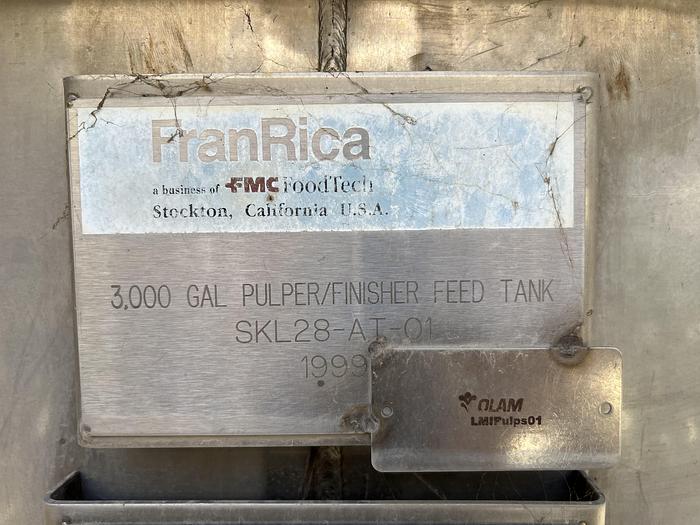 FranRica
a business of FMC FoodTech
Stockton, California U.S.A.
3,000 GAL PULPER/FINISHER FEED TANK
SKL28-AT-01
1999
OLAM
LMIPulps01